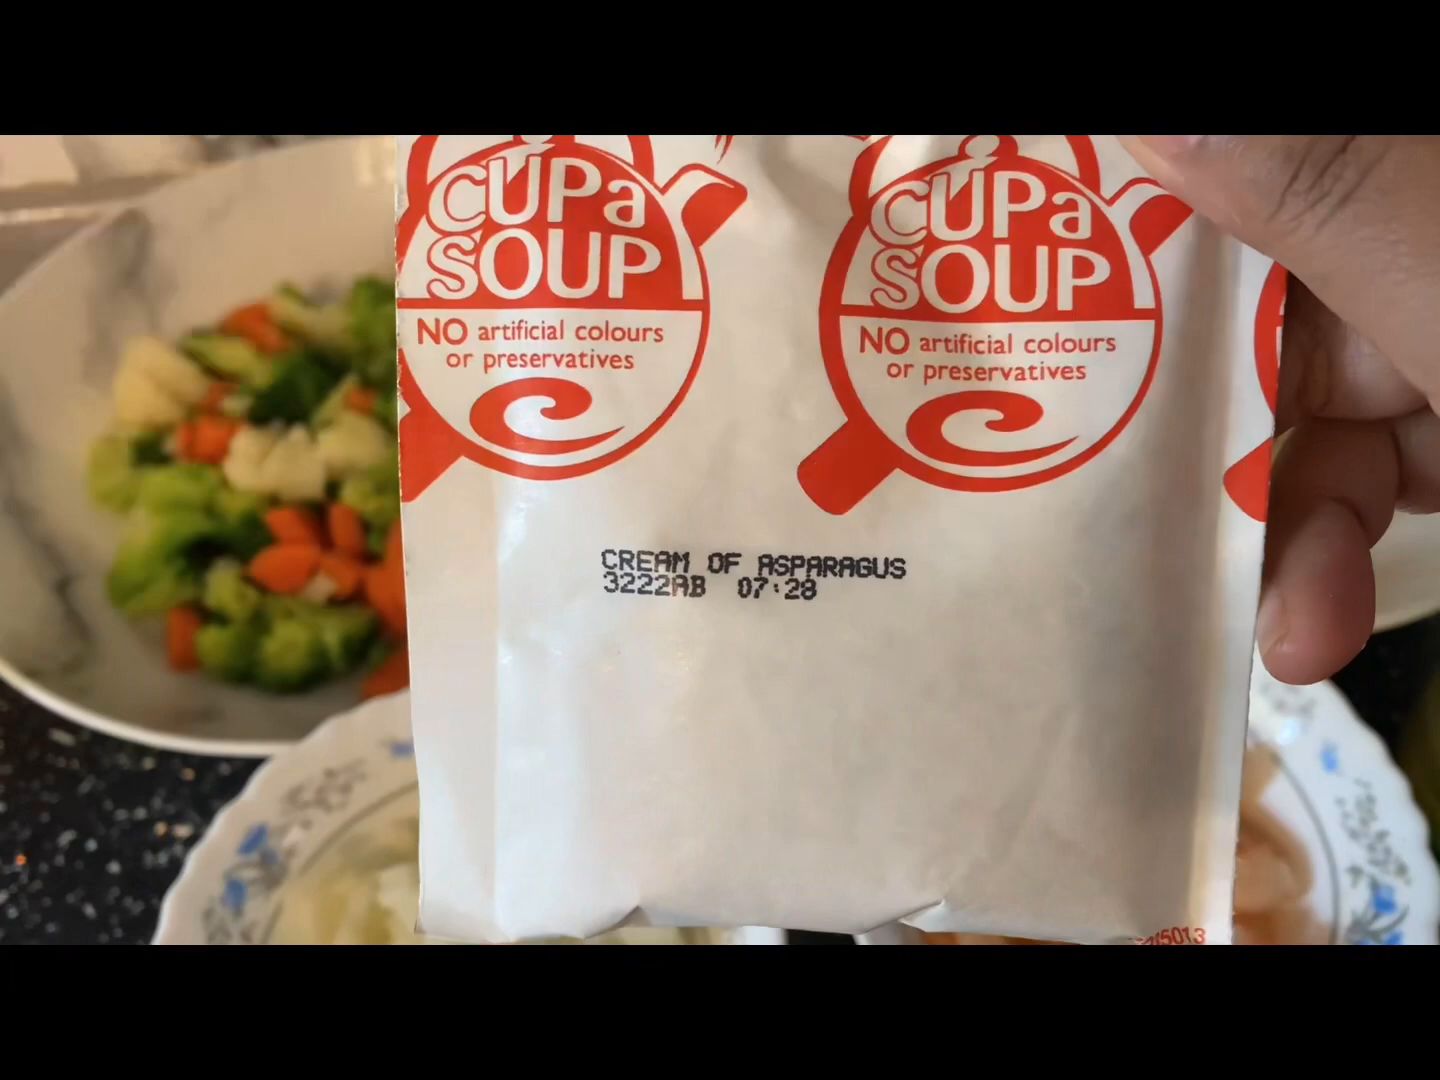 CUPa
SOUP
NO artificial colours
or preservatives
CUPa
SOUP
NO artificial colours
or preservatives
CREAM OF ASPARAGUS
3222AB 07:28